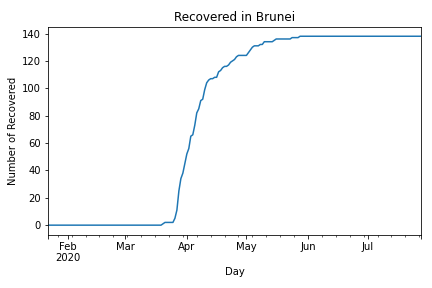 Recovered in Brunei
Number of Recovered
140
120
100
80
60
40
20
0
Feb
2020
Mar
Apr
May
Jun
Jul
Day